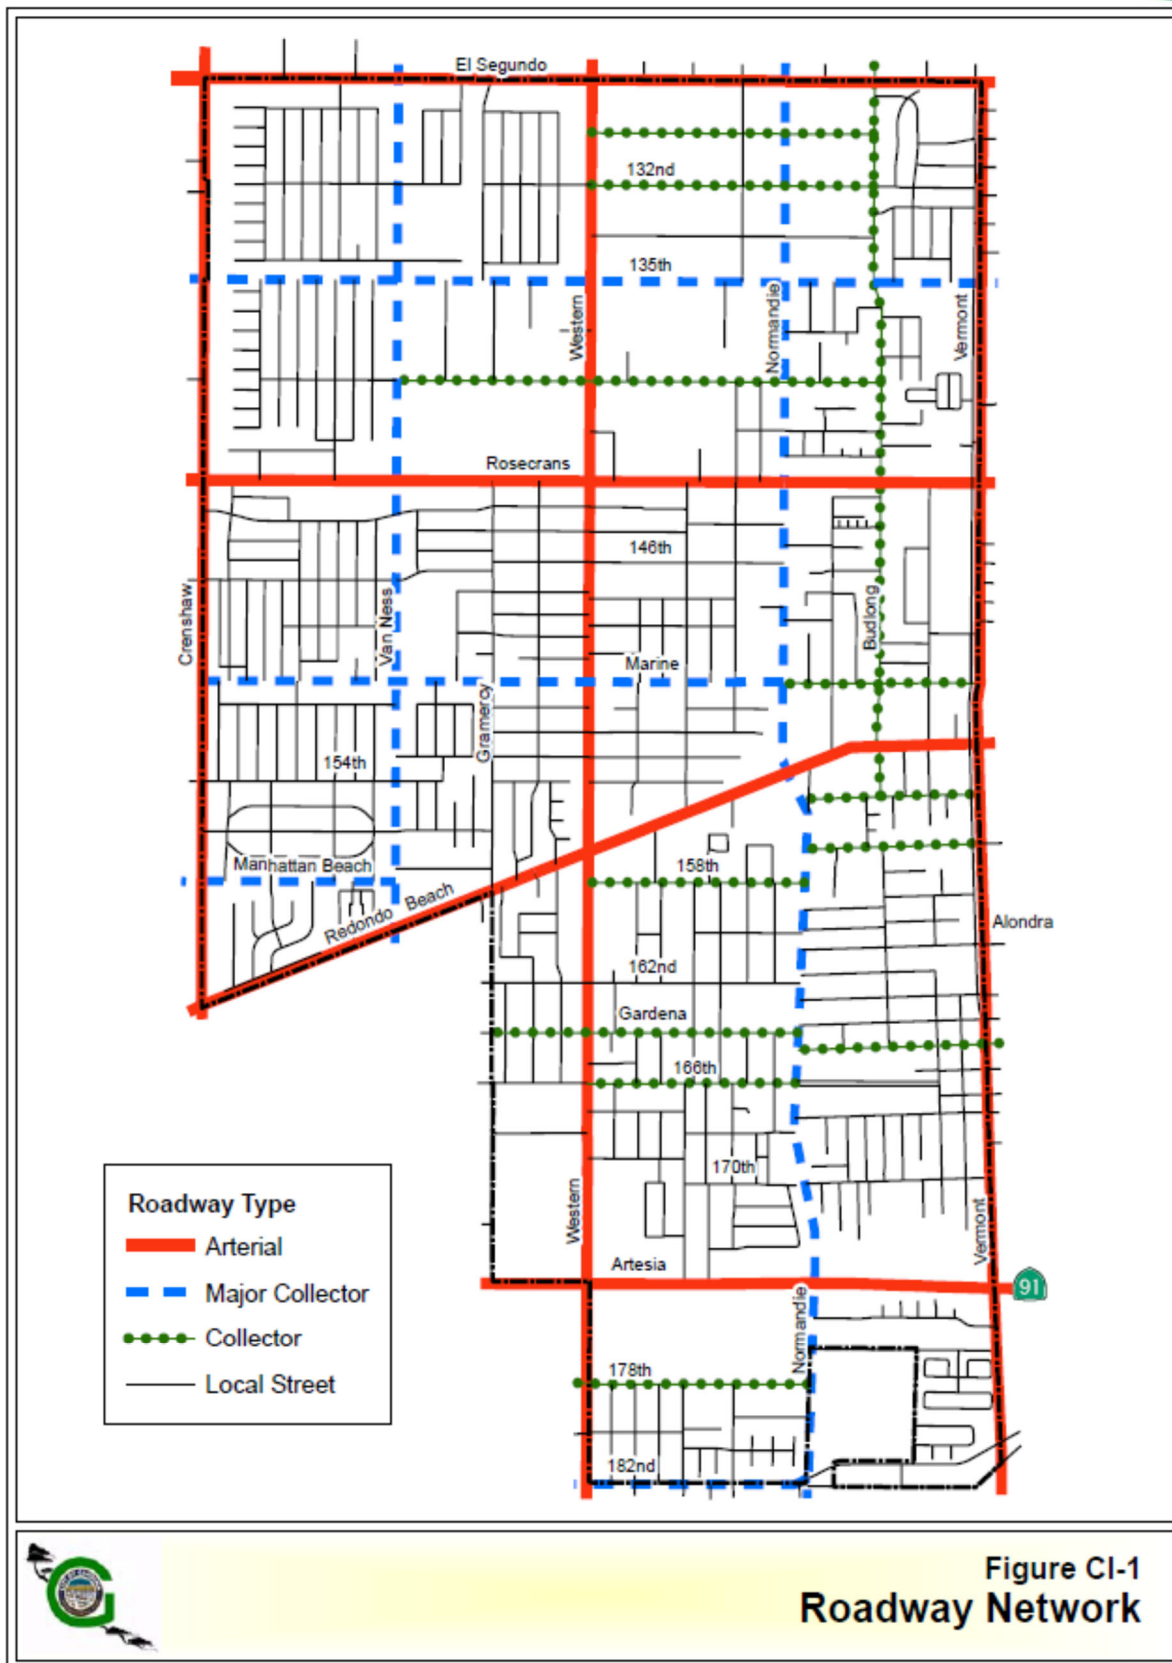 El Segundo
132nd
135th
Western
Normandie
Vermont
Rosecrans
146th
Crenshaw
Van Ness
Budlong
Marine
Gramercy
154th
Manhattan Beach
158th
Redondo Beach
Alondra
162nd
Gardena
166th
170th
Western
Vermont
Artesia
91
Normandie
178th
182nd
Roadway Type
Arterial
Major Collector
Collector
Local Street
Figure CI-1
Roadway Network
G